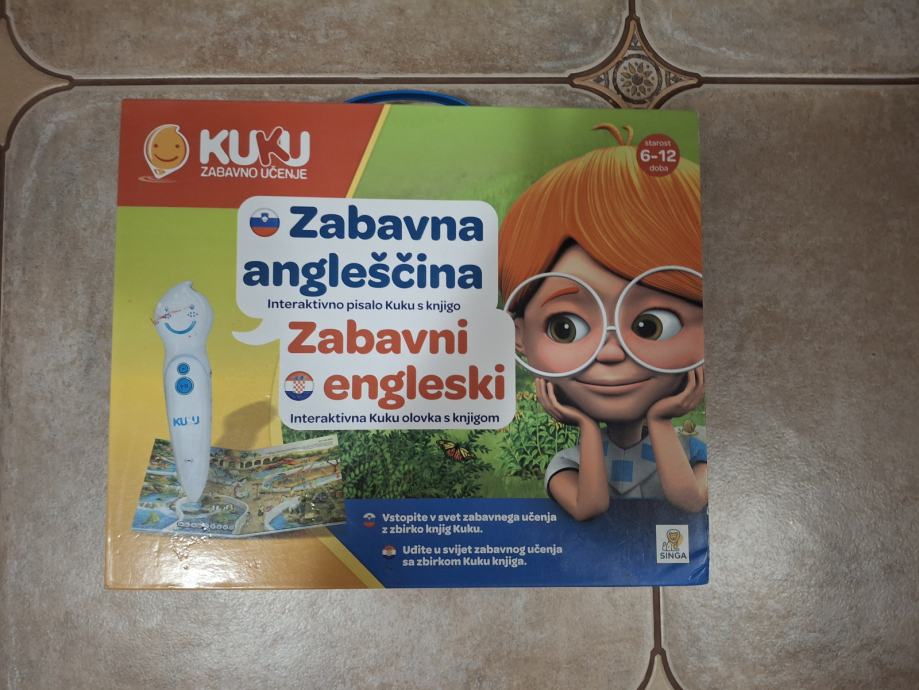 KUKU
ZABAVNO UČENJE
starost
6-12
doba
Zabavna
angleščina
Interaktivno pisalo Kuku s knjigo
Zabavni
engleski
Interaktivna Kuku olovka s knjigom
KUKU
Vstopite v svet zabavnega učenja
z zbirko knjig Kuku.
Uđite u svijet zabavnog učenja
sa zbirkom Kuku knjiga.
SINGA